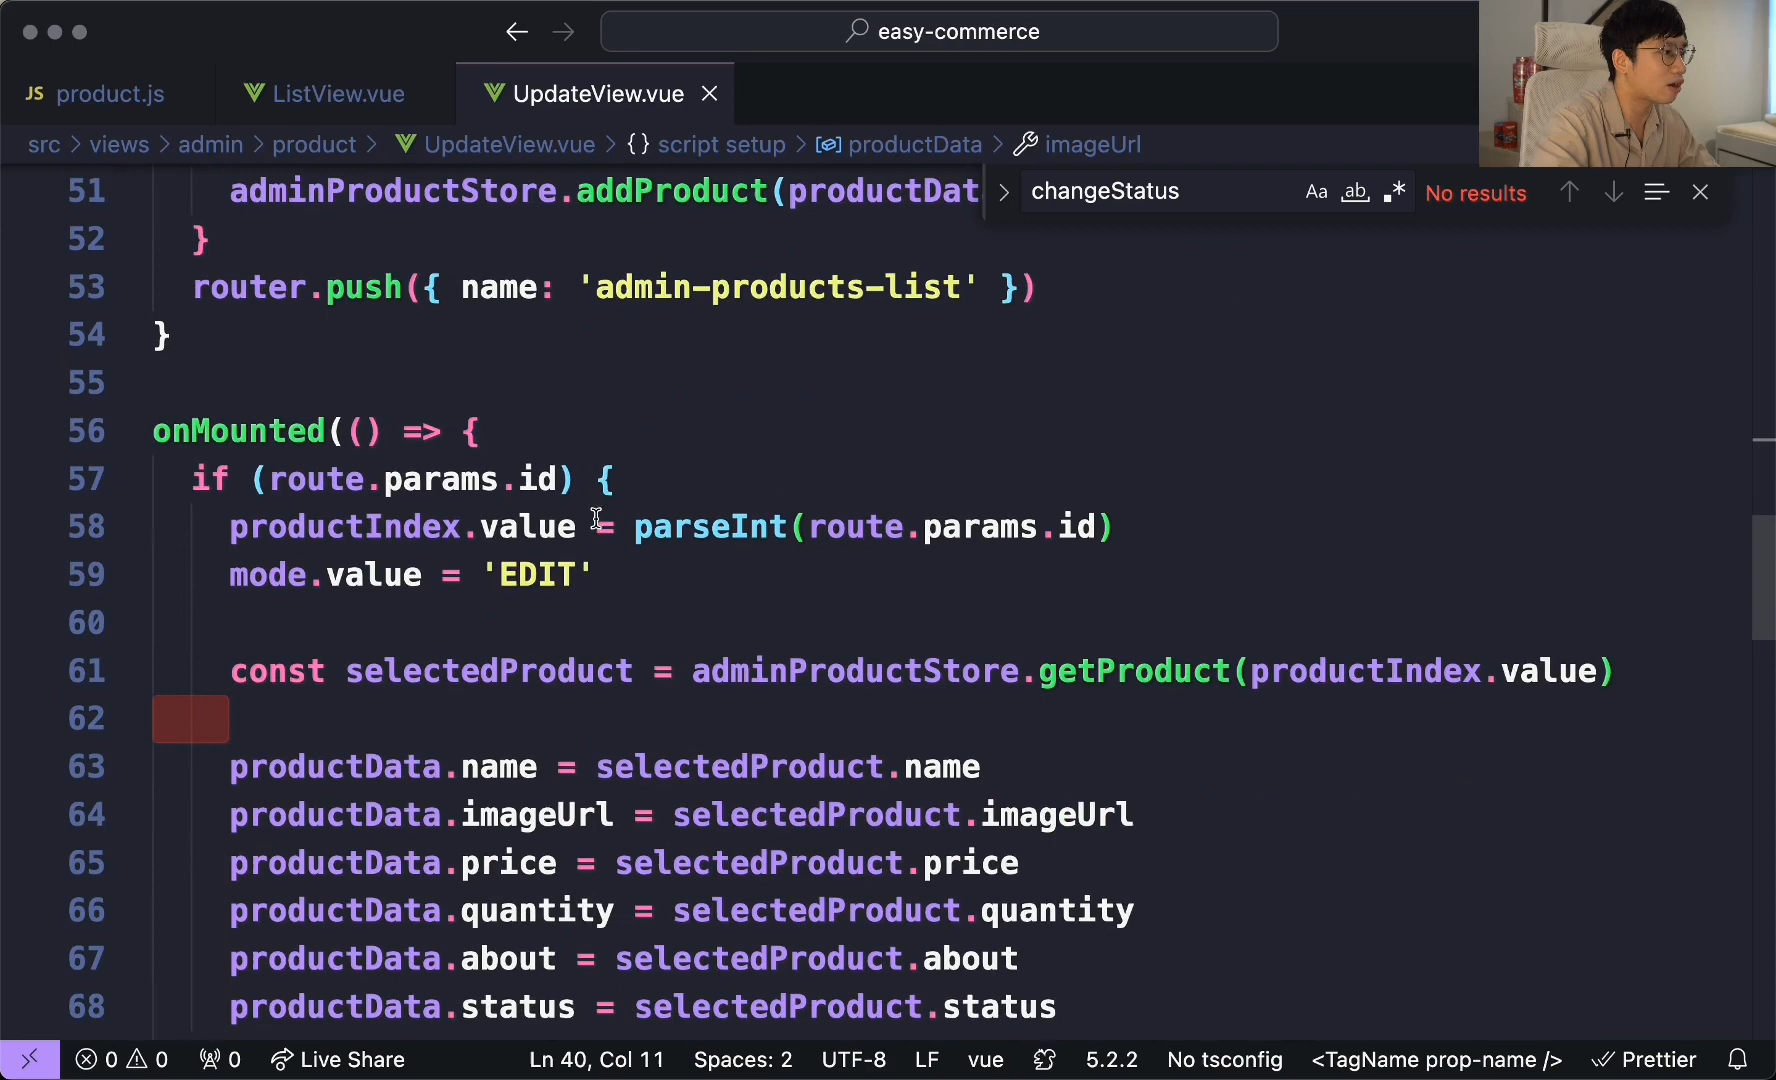 easy-commerce
JS product.js
ListView.vue
UpdateView.vue
src > views > admin > product > UpdateView.vue > {} script setup > productData > imageUrl
changeStatus
Aa ab .* No results
51 adminProductStore.addProduct(productDat
52 }
53 router.push({ name: 'admin-products-list' })
54 }
55
56 onMounted(() => {
57 if (route.params.id) {
58 productIndex.value = parseInt(route.params.id)
59 mode.value = 'EDIT'
60
61 const selectedProduct = adminProductStore.getProduct(productIndex.value)
62
63 productData.name = selectedProduct.name
64 productData.imageUrl = selectedProduct.imageUrl
65 productData.price = selectedProduct.price
66 productData.quantity = selectedProduct.quantity
67 productData.about = selectedProduct.about
68 productData.status = selectedProduct.status
0 0 0 Live Share Ln 40, Col 11 Spaces: 2 UTF-8 LF vue 5.2.2 No tsconfig <TagName prop-name /> Prettier